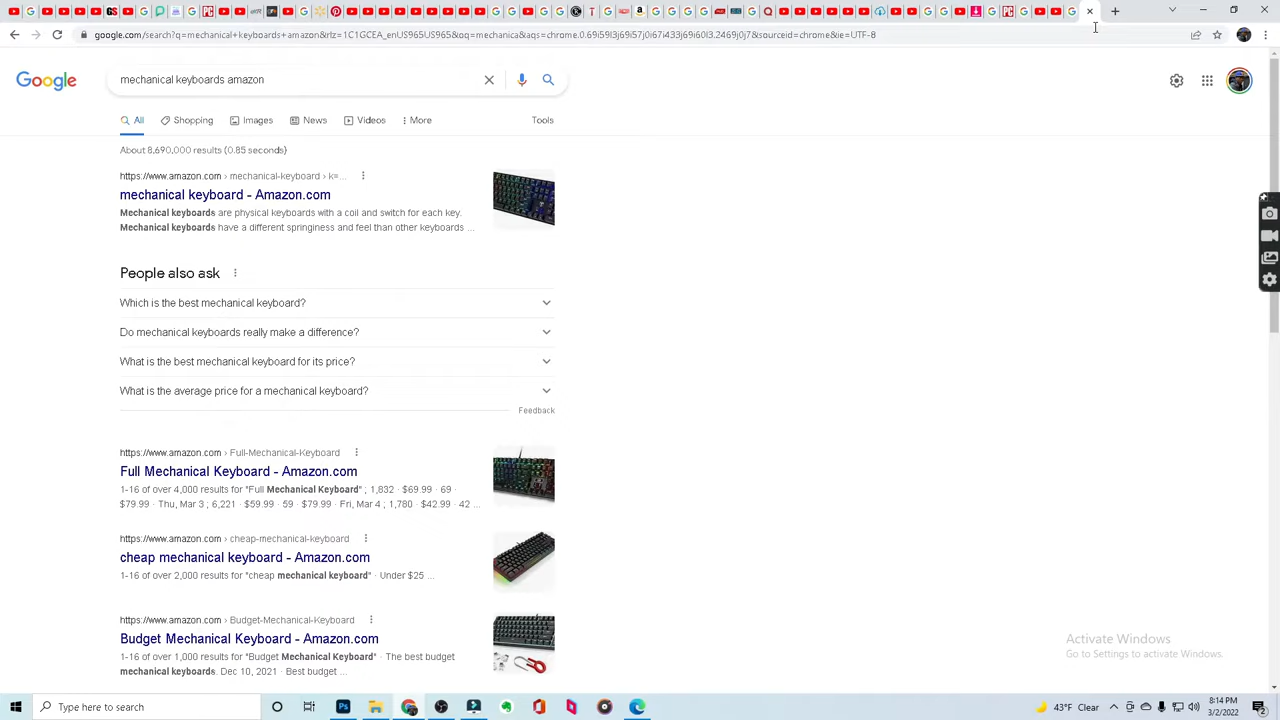 google.com/search?q=mechanical+keyboards+amazon&rlz=1C1GCEA_enUS965US965&oq=mechanica&aqs=chrome.0.69i59l3j69i57j0i67i433j69i60l3.2469j0j7&sourceid=chrome&ie=UTF-8
Google
mechanical keyboards amazon
All
Shopping
Images
News
Videos
More
Tools
About 8,690,000 results (0.85 seconds)
https://www.amazon.com › mechanical-keyboard › k=...
mechanical keyboard - Amazon.com
Mechanical keyboards are physical keyboards with a coil and switch for each key.
Mechanical keyboards have a different springiness and feel than other keyboards ...
People also ask
Which is the best mechanical keyboard?
Do mechanical keyboards really make a difference?
What is the best mechanical keyboard for its price?
What is the average price for a mechanical keyboard?
Feedback
https://www.amazon.com › Full-Mechanical-Keyboard
Full Mechanical Keyboard - Amazon.com
1-16 of over 4,000 results for "Full Mechanical Keyboard" ; 1,832 · $69.99 · 69 ·
$79.99 · Thu, Mar 3 ; 6,221 · $59.99 · 59 · $79.99 · Fri, Mar 4 ; 1,780 · $42.99 · 42 ...
https://www.amazon.com › cheap-mechanical-keyboard
cheap mechanical keyboard - Amazon.com
1-16 of over 2,000 results for "cheap mechanical keyboard" · Under $25 ...
https://www.amazon.com › Budget-Mechanical-Keyboard
Budget Mechanical Keyboard - Amazon.com
1-16 of over 1,000 results for "Budget Mechanical Keyboard" · The best budget
mechanical keyboards. Dec 10, 2021 · Best budget ...
Activate Windows
Go to Settings to activate Windows.
Type here to search
43°F Clear
8:14 PM
3/2/2022